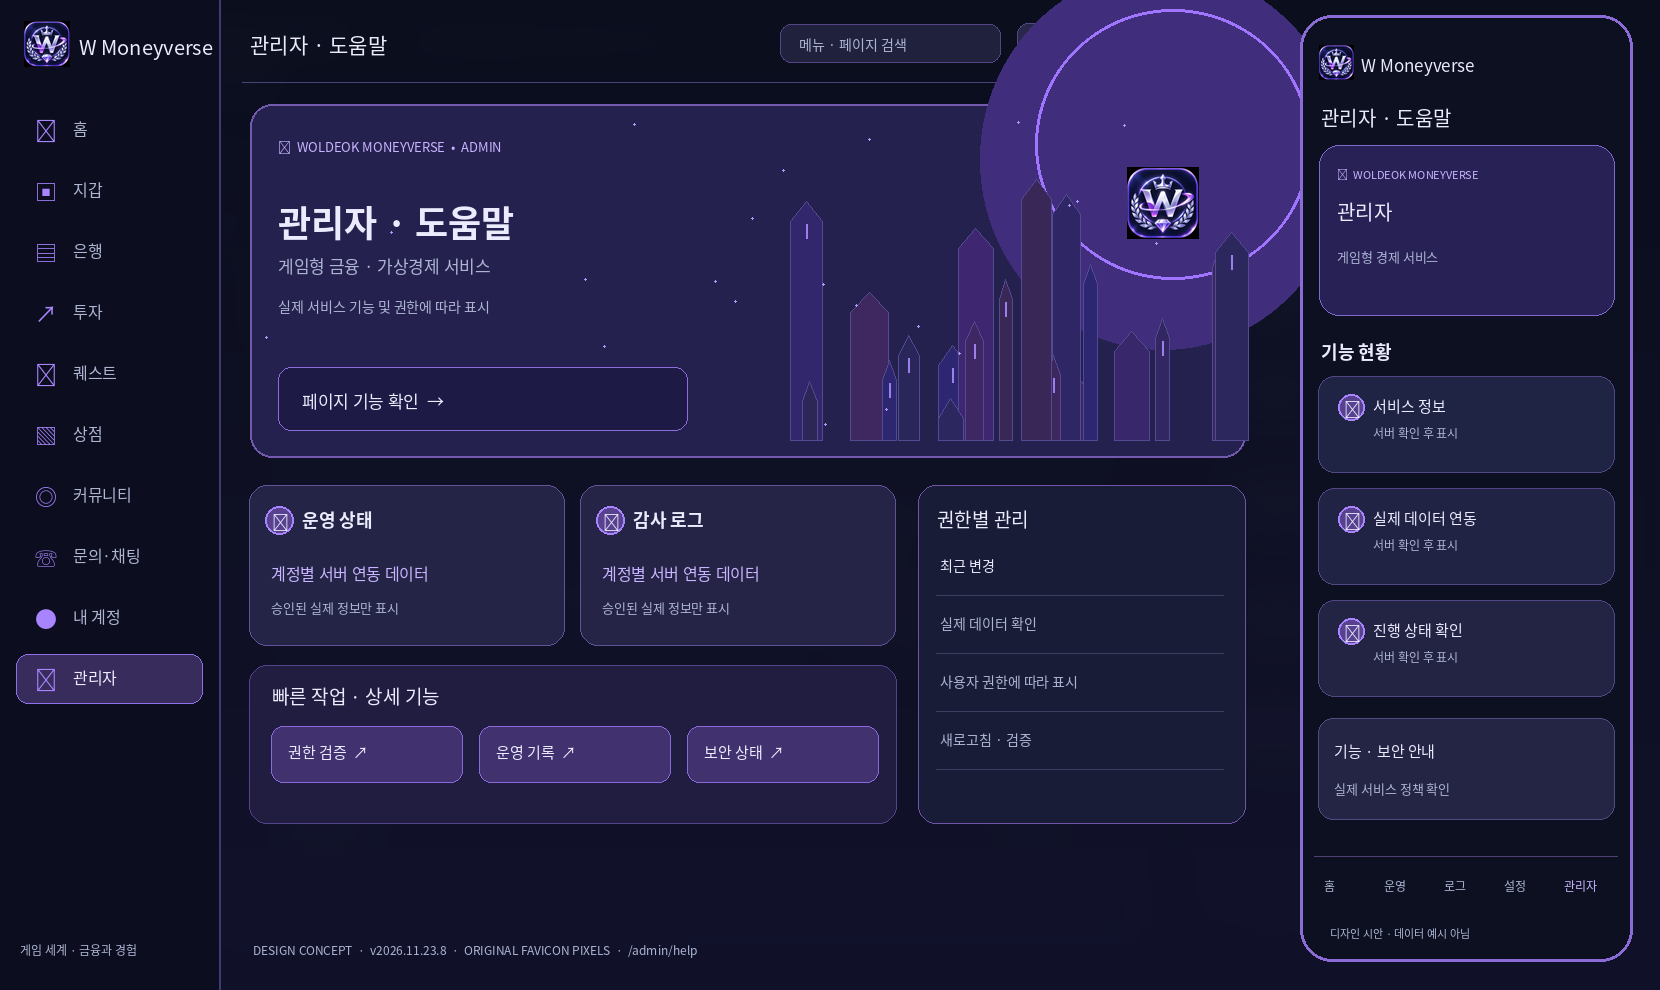 W Moneyverse
홈
지갑
은행
투자
퀘스트
상점
커뮤니티
문의·채팅
내 계정
관리자
게임 세계 · 금융과 경험
관리자 · 도움말
메뉴 · 페이지 검색
WOLDEOK MONEYVERSE • ADMIN
관리자 · 도움말
게임형 금융 · 가상경제 서비스
실제 서비스 기능 및 권한에 따라 표시
페이지 기능 확인 →
W
운영 상태
계정별 서버 연동 데이터
승인된 실제 정보만 표시
감사 로그
계정별 서버 연동 데이터
승인된 실제 정보만 표시
권한별 관리
최근 변경
실제 데이터 확인
사용자 권한에 따라 표시
새로고침 · 검증
빠른 작업 · 상세 기능
권한 검증 ↗
운영 기록 ↗
보안 상태 ↗
DESIGN CONCEPT · v2026.11.23.8 · ORIGINAL FAVICON PIXELS · /admin/help
W Moneyverse
관리자 · 도움말
WOLDEOK MONEYVERSE
관리자
게임형 경제 서비스
기능 현황
서비스 정보
서버 확인 후 표시
실제 데이터 연동
서버 확인 후 표시
진행 상태 확인
서버 확인 후 표시
기능 · 보안 안내
실제 서비스 정책 확인
홈 운영 로그 설정 관리자
디자인 시안 · 데이터 예시 아님